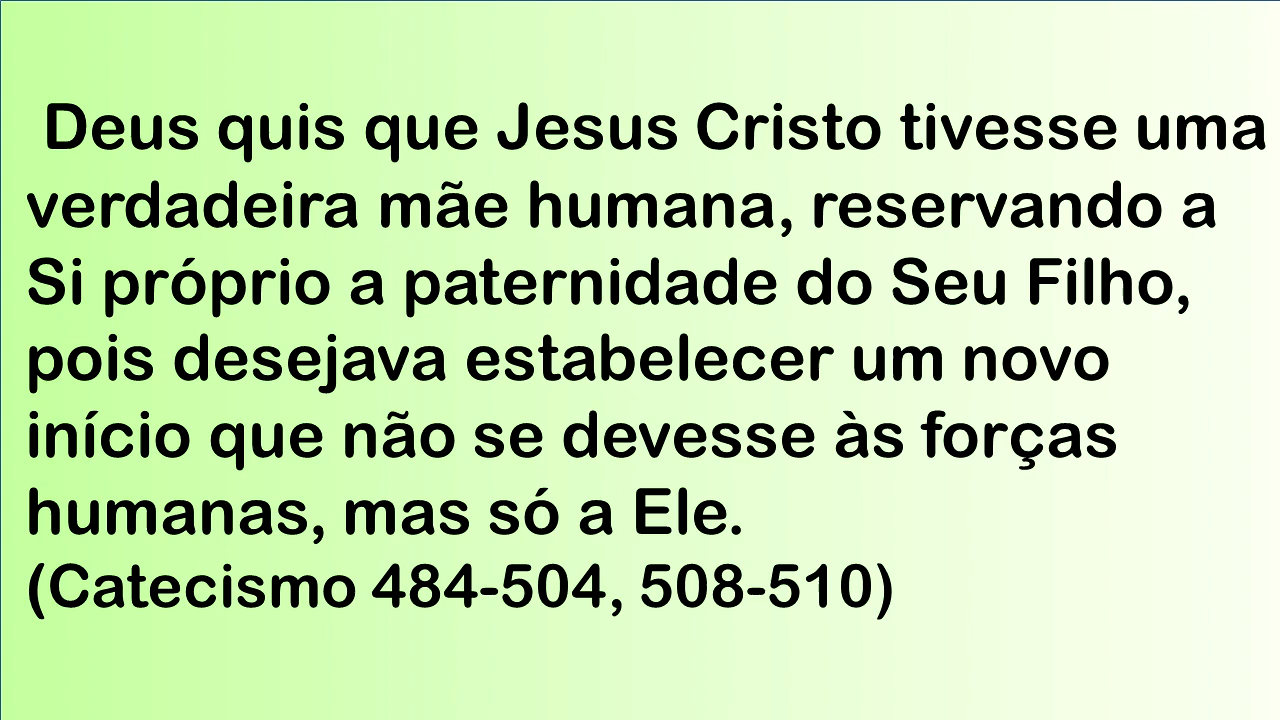 Deus quis que Jesus Cristo tivesse uma
verdadeira mãe humana, reservando a
Si próprio a paternidade do Seu Filho,
pois desejava estabelecer um novo
início que não se devesse às forças
humanas, mas só a Ele.
(Catecismo 484-504, 508-510)